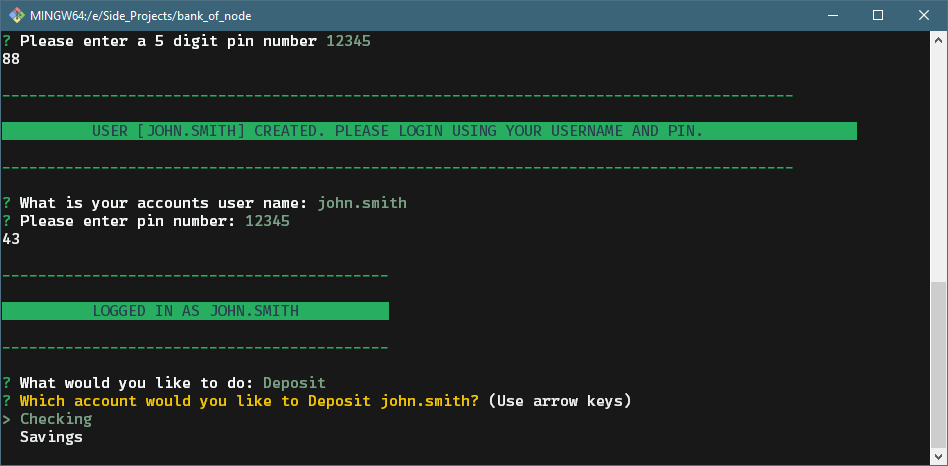 MINGW64:/e/Side_Projects/bank_of_node
? Please enter a 5 digit pin number 12345
88
----------------------------------------------------------------------------------------
USER [JOHN.SMITH] CREATED. PLEASE LOGIN USING YOUR USERNAME AND PIN.
----------------------------------------------------------------------------------------
? What is your accounts user name: john.smith
? Please enter pin number: 12345
43
-------------------------------------------
LOGGED IN AS JOHN.SMITH
-------------------------------------------
? What would you like to do: Deposit
? Which account would you like to Deposit john.smith? (Use arrow keys)
> Checking
Savings